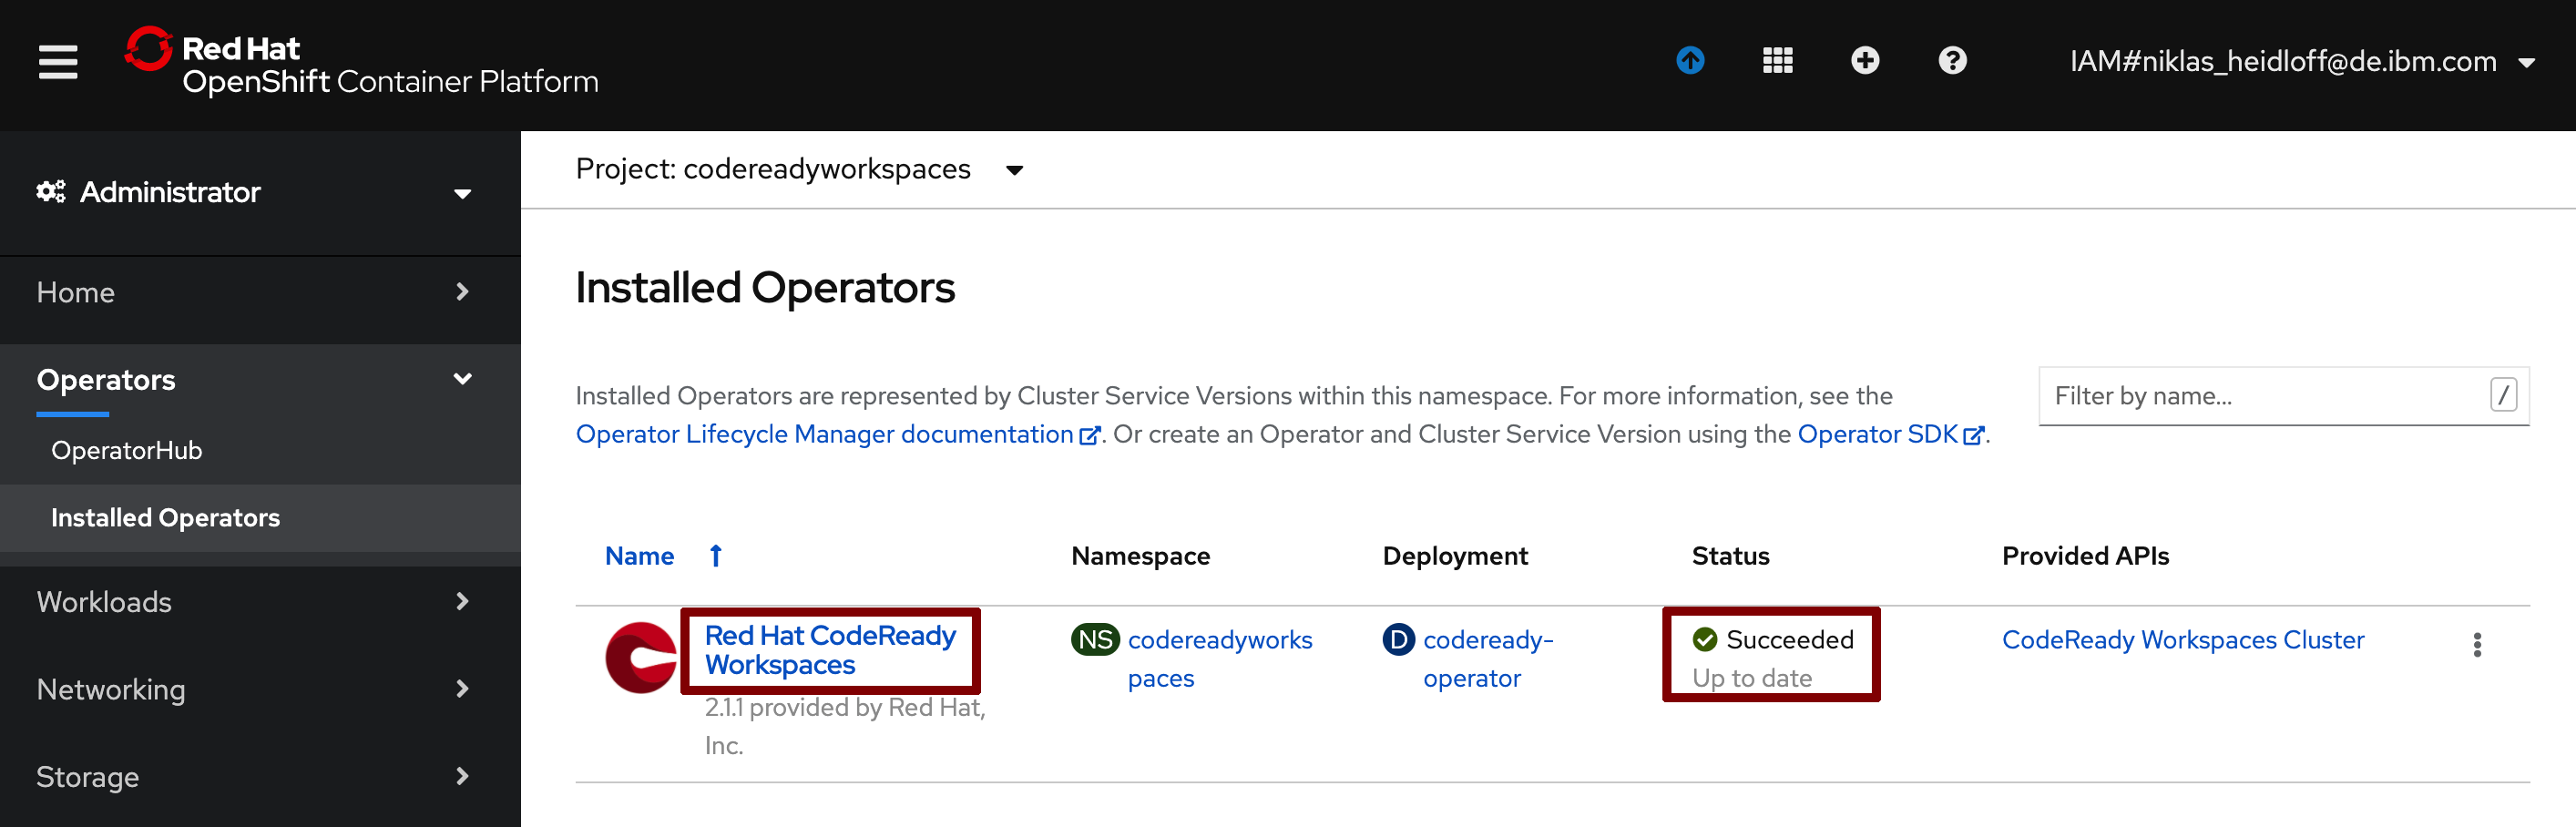 Red Hat
OpenShift Container Platform
IAM#niklas_heidloff@de.ibm.com
Administrator
Home
Operators
OperatorHub
Installed Operators
Workloads
Networking
Storage
Project: codereadyworkspaces
Installed Operators
Installed Operators are represented by Cluster Service Versions within this namespace. For more information, see the
Operator Lifecycle Manager documentation. Or create an Operator and Cluster Service Version using the Operator SDK.
Filter by name...
/
Name Namespace Deployment Status Provided APIs
Red Hat CodeReady
Workspaces
2.1.1 provided by Red Hat,
Inc.
NS codereadyworks
paces
D codeready-
operator
Succeeded
Up to date
CodeReady Workspaces Cluster